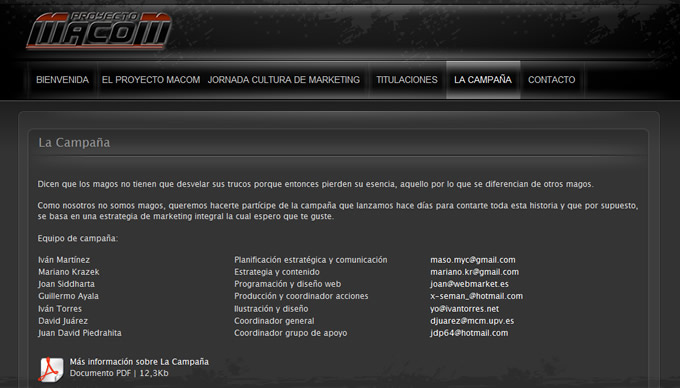 PROYECTO
MACOM
BIENVENIDA EL PROYECTO MACOM JORNADA CULTURA DE MARKETING TITULACIONES LA CAMPAÑA CONTACTO
La Campaña
Dicen que los magos no tienen que desvelar sus trucos porque entonces pierden su esencia, aquello por lo que se diferencian de otros magos.
Como nosotros no somos magos, queremos hacerte partícipe de la campaña que lanzamos hace días para contarte toda esta historia y que por supuesto,
se basa en una estrategia de marketing integral la cual espero que te guste.
Equipo de campaña:
Iván Martínez Planificación estratégica y comunicación maso.myc@gmail.com
Mariano Krazek Estrategia y contenido mariano.kr@gmail.com
Joan Siddharta Programación y diseño web joan@webmarket.es
Guillermo Ayala Producción y coordinador acciones x-seman_@hotmail.com
Iván Torres Ilustración y diseño yo@ivantorres.net
David Juárez Coordinador general djuarez@mcm.upv.es
Juan David Piedrahita Coordinador grupo de apoyo jdp64@hotmail.com
Más información sobre La Campaña
Documento PDF | 12,3Kb